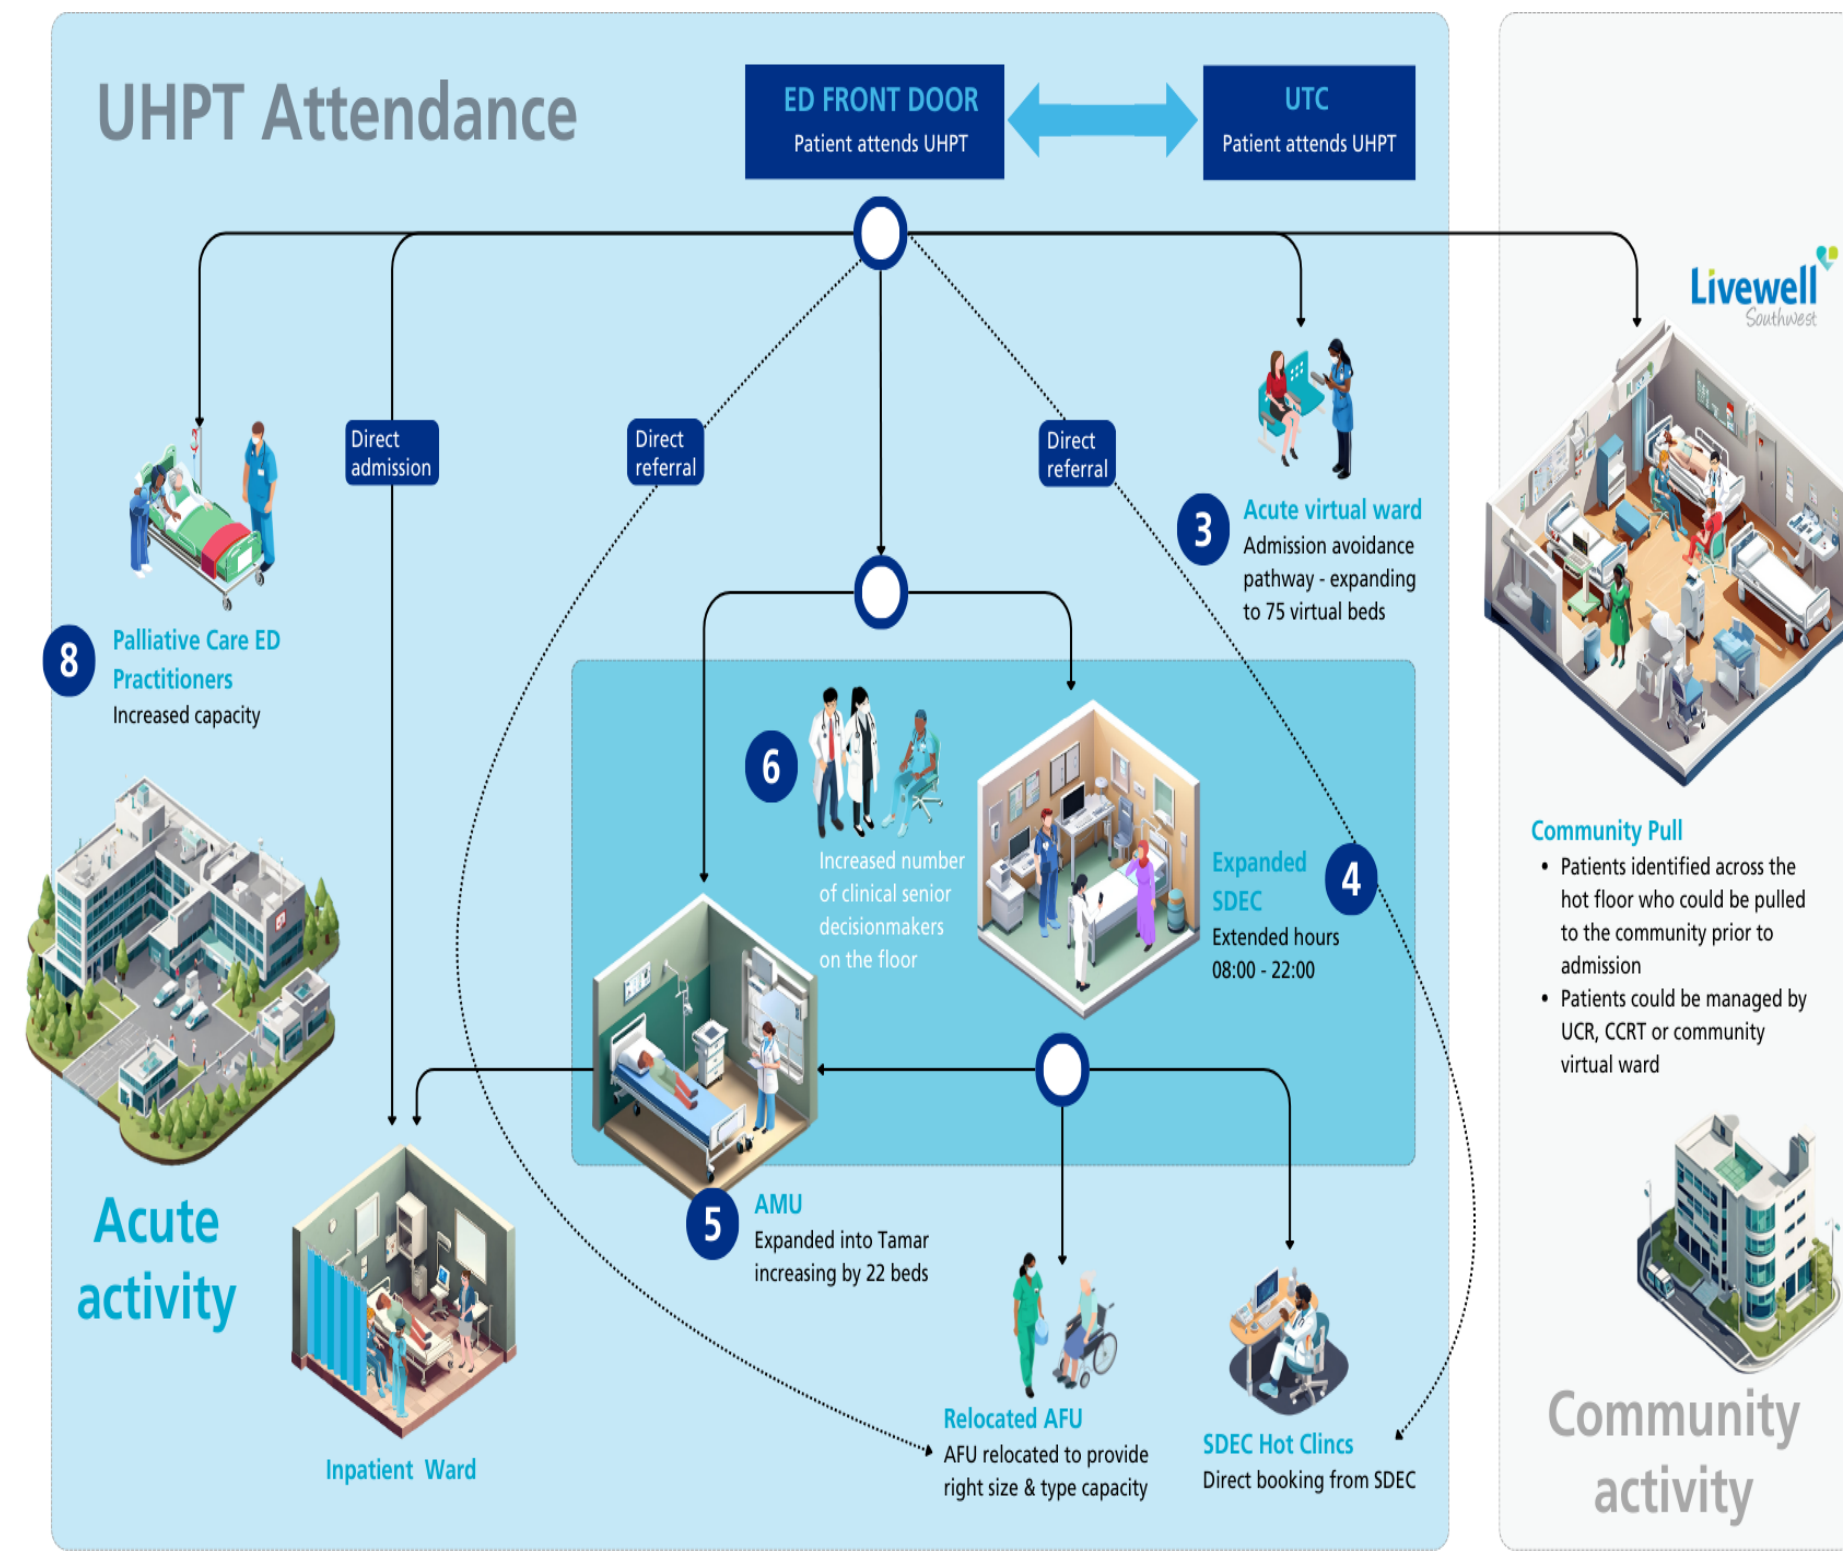 UHPT Attendance
ED FRONT DOOR
Patient attends UHPT
UTC
Patient attends UHPT
Livewell
Southwest
Direct
admission
Direct
referral
Direct
referral
3
Acute virtual ward
Admission avoidance
pathway - expanding
to 75 virtual beds
8
Palliative Care ED
Practitioners
Increased capacity
6
Increased number
of clinical senior
decisionmakers
on the floor
Expanded
SDEC
4
Extended hours
08:00 - 22:00
Community Pull
• Patients identified across the
hot floor who could be pulled
to the community prior to
admission
• Patients could be managed by
UCR, CCRT or community
virtual ward
Acute
activity
5
AMU
Expanded into Tamar
increasing by 22 beds
Inpatient Ward
Relocated AFU
AFU relocated to provide
right size & type capacity
SDEC Hot Clincs
Direct booking from SDEC
Community
activity